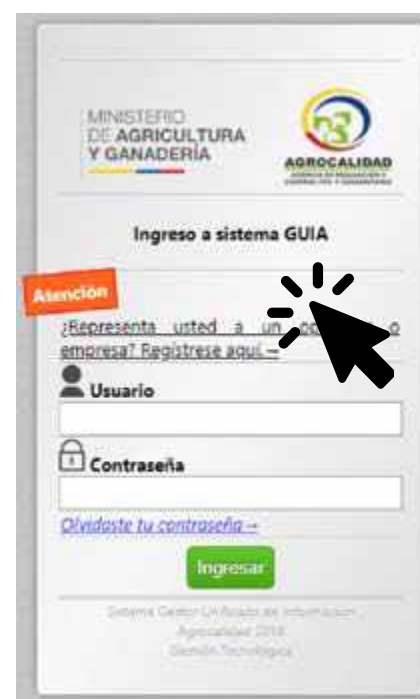 MINISTERIO
DE AGRICULTURA
Y GANADERÍA
AGROCALIDAD
Ingreso a sistema GUIA
Atención
¿Representa usted a un o
empresa? Regístrese aquí.→
Usuario
Contraseña
Olvidaste tu contraseña→
Ingresar
Sistema Gestor Unificado de Información
Agrocalidad
Gestión Tecnológica